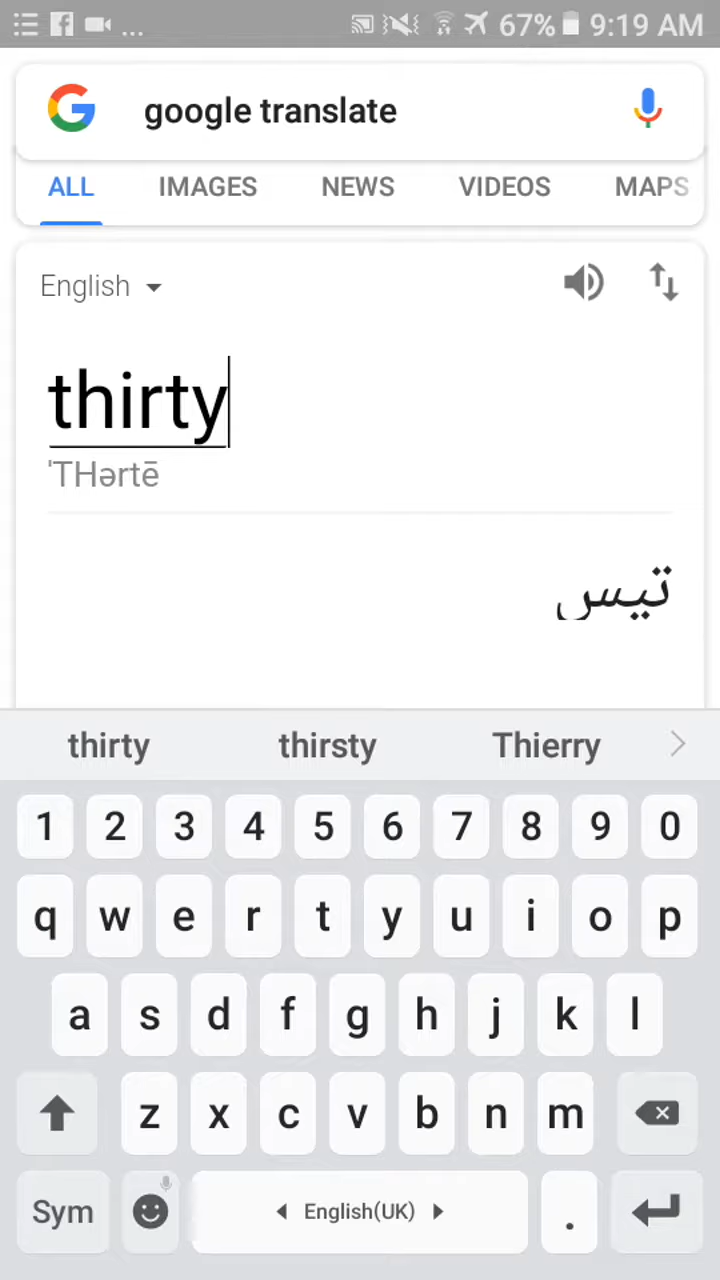 ... 67% 9:19 AM
google translate
ALL IMAGES NEWS VIDEOS MAPS
English
thirty
ˈTHərtē
تیس
thirty thirsty Thierry
1 2 3 4 5 6 7 8 9 0
q w e r t y u i o p
a s d f g h j k l
z x c v b n m
Sym English(UK) .